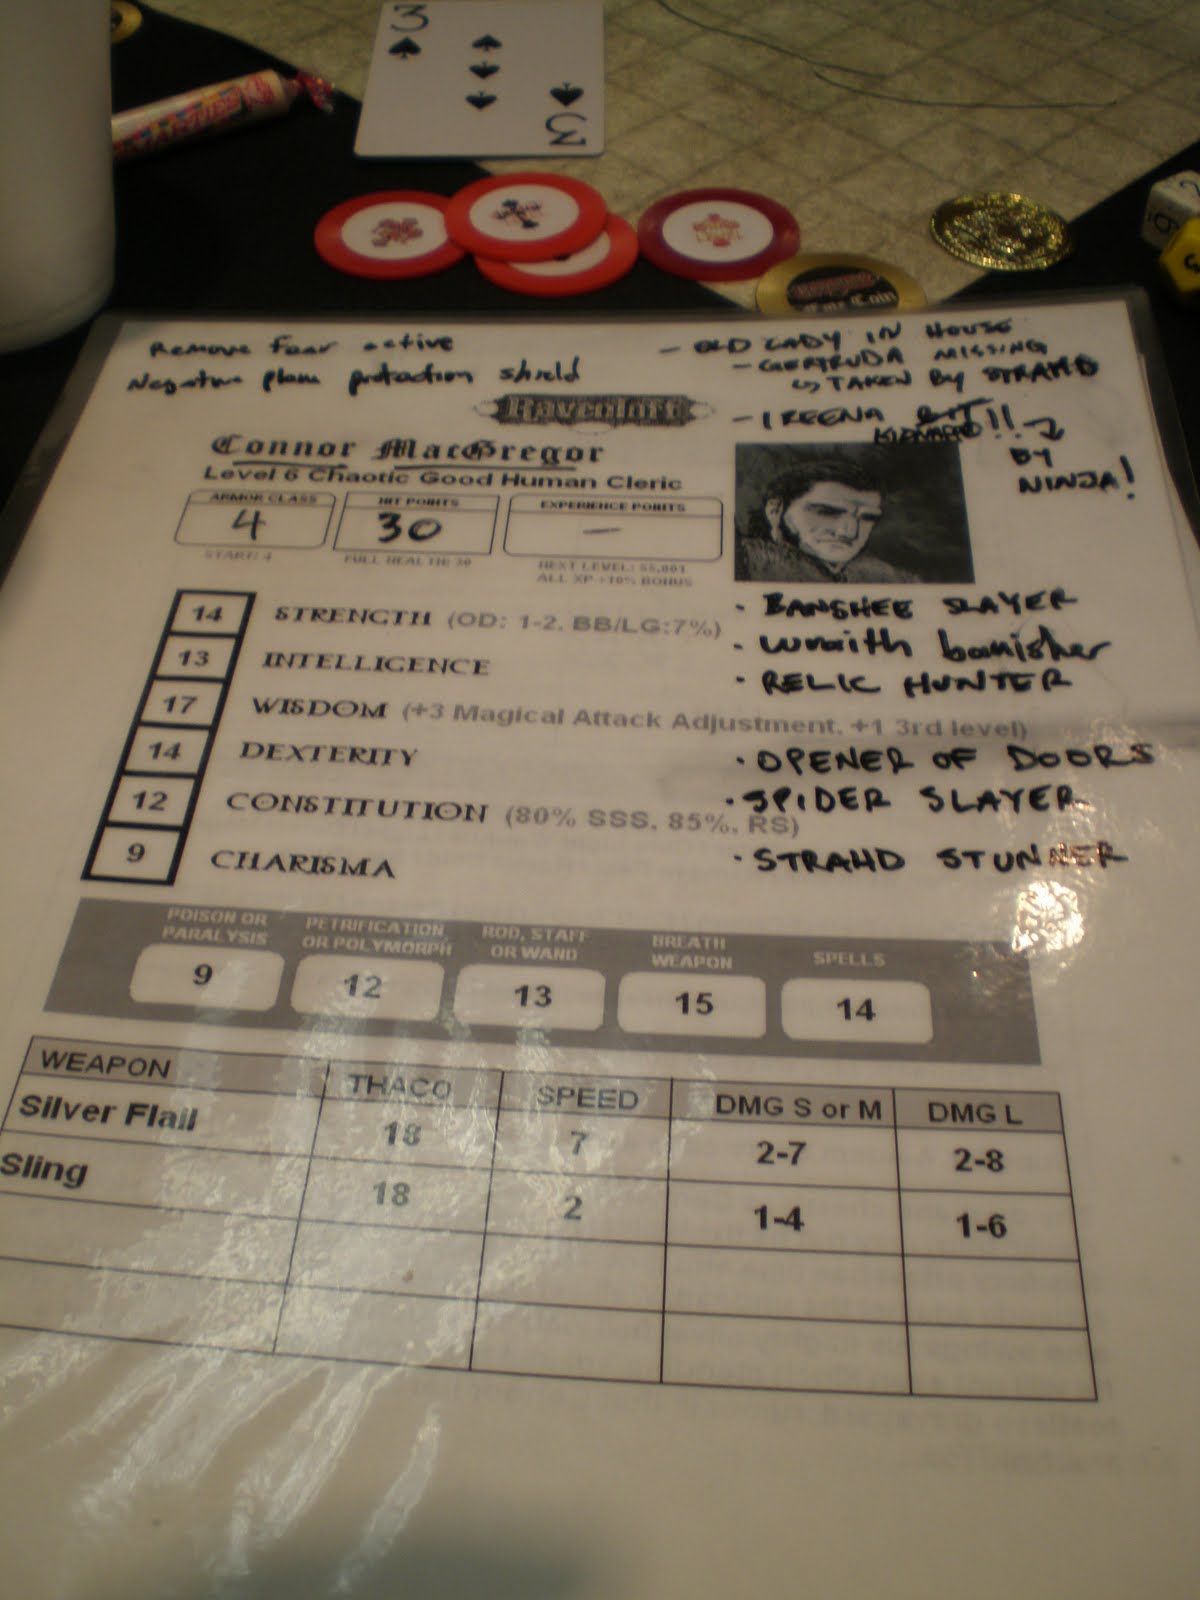 3
3
Remove fear active
Negative plane protection shield
- OLD LADY IN HOUSE
- GERTRUDA MISSING
↳ TAKEN BY STRAHD
- IREENA BIT!!
KIDNAPPED
BY
NINJA!
Ravenloft
Connor MacGregor
Level 6 Chaotic Good Human Cleric
ARMOR CLASS
4
START: 4
HIT POINTS
30
FULL HEALTH: 30
EXPERIENCE POINTS
—
NEXT LEVEL: 55,001
ALL XP +10% BONUS
14 STRENGTH (OD: 1-2, BB/LG:7%)
13 INTELLIGENCE
17 WISDOM (+3 Magical Attack Adjustment, +1 3rd level)
14 DEXTERITY
12 CONSTITUTION (80% SSS, 85%, RS)
9 CHARISMA
· BANSHEE SLAYER
· wraith banisher
· RELIC HUNTER
· OPENER OF DOORS
· SPIDER SLAYER
· STRAHD STUNNER
POISON OR PARALYSIS
9
PETRIFICATION OR POLYMORPH
12
ROD, STAFF OR WAND
13
BREATH WEAPON
15
SPELLS
14
WEAPON THACO SPEED DMG S or M DMG L
Silver Flail 18 7 2-7 2-8
Sling 18 2 1-4 1-6